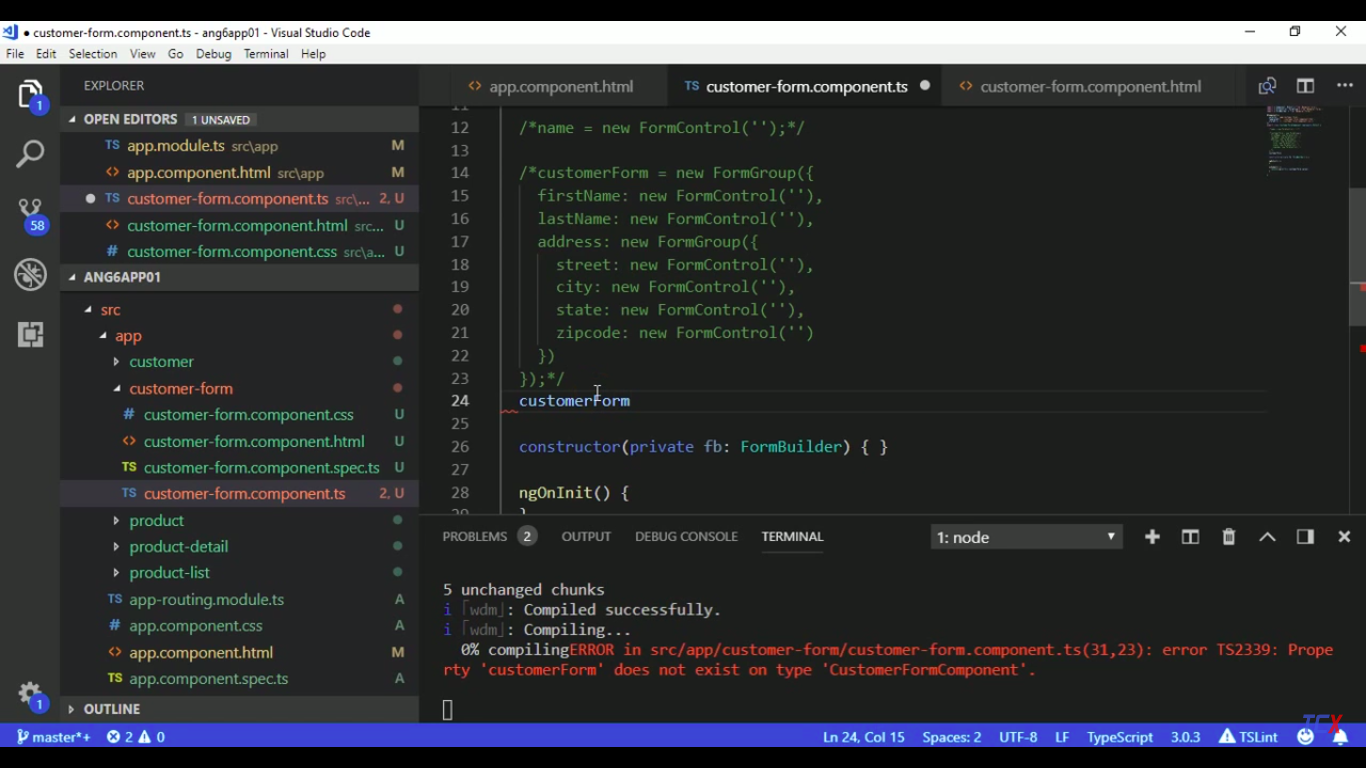 ● customer-form.component.ts - ang6app01 - Visual Studio Code
File Edit Selection View Go Debug Terminal Help
EXPLORER
OPEN EDITORS 1 UNSAVED
TS app.module.ts src\app M
<> app.component.html src\app M
● TS customer-form.component.ts src\... 2, U
<> customer-form.component.html src... U
# customer-form.component.css src\a... U
ANG6APP01
src
app
customer
customer-form
# customer-form.component.css U
<> customer-form.component.html U
TS customer-form.component.spec.ts U
TS customer-form.component.ts 2, U
product
product-detail
product-list
TS app-routing.module.ts A
# app.component.css A
<> app.component.html M
TS app.component.spec.ts A
OUTLINE
1
58
1
<> app.component.html TS customer-form.component.ts ● <> customer-form.component.html
11
12 /*name = new FormControl('');*/
13
14 /*customerForm = new FormGroup({
15 firstName: new FormControl(''),
16 lastName: new FormControl(''),
17 address: new FormGroup({
18 street: new FormControl(''),
19 city: new FormControl(''),
20 state: new FormControl(''),
21 zipcode: new FormControl('')
22 })
23 });*/
24 customerForm
25
26 constructor(private fb: FormBuilder) { }
27
28 ngOnInit() {
29 }
PROBLEMS 2 OUTPUT DEBUG CONSOLE TERMINAL 1: node
5 unchanged chunks
i ｢wdm｣: Compiled successfully.
i ｢wdm｣: Compiling...
0% compilingERROR in src/app/customer-form/customer-form.component.ts(31,23): error TS2339: Prope
rty 'customerForm' does not exist on type 'CustomerFormComponent'.
master*+ 2 0 Ln 24, Col 15 Spaces: 2 UTF-8 LF TypeScript 3.0.3 TSLint